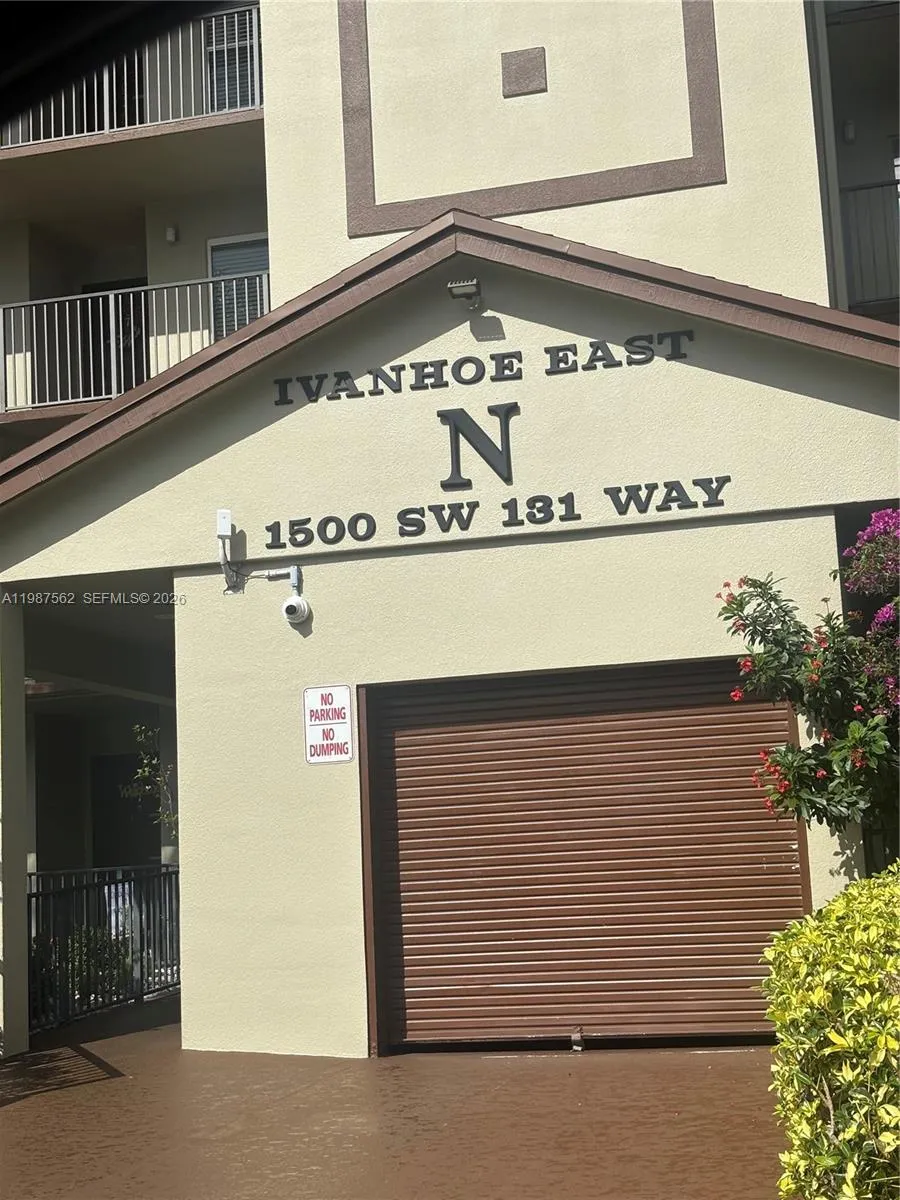 IVANHOE EAST
N
1500 SW 131 WAY
A11987562 SEFMLS© 2026
NO
PARKING
NO
DUMPING